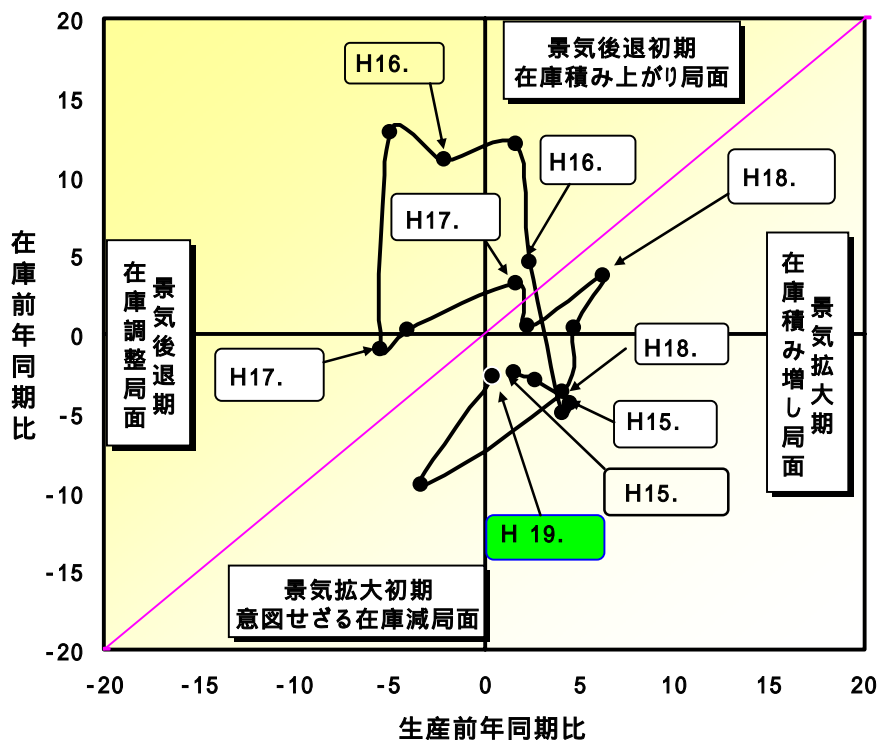 景気後退初期
在庫積み上がり局面
H16.
H16.
H18.
H17.
景気後退期
在庫調整局面
H17.
H18.
景気拡大期
在庫積み増し局面
H15.
H15.
H 19.
景気拡大初期
意図せざる在庫減局面
在庫前年同期比
20
15
10
5
0
-5
-10
-15
-20
-20
-15
-10
-5
0
5
10
15
20
生産前年同期比